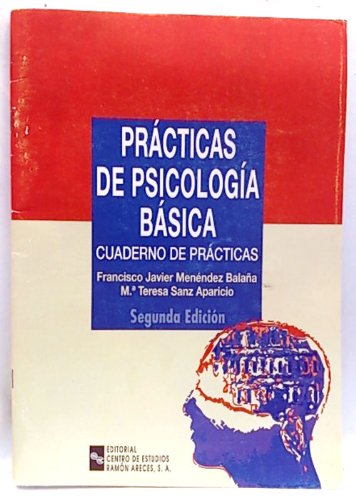 PRÁCTICAS
DE PSICOLOGÍA
BÁSICA
CUADERNO DE PRÁCTICAS
Francisco Javier Menéndez Balaña
M.ª Teresa Sanz Aparicio
Segunda Edición
EDITORIAL
CENTRO DE ESTUDIOS
RAMÓN ARECES, S. A.